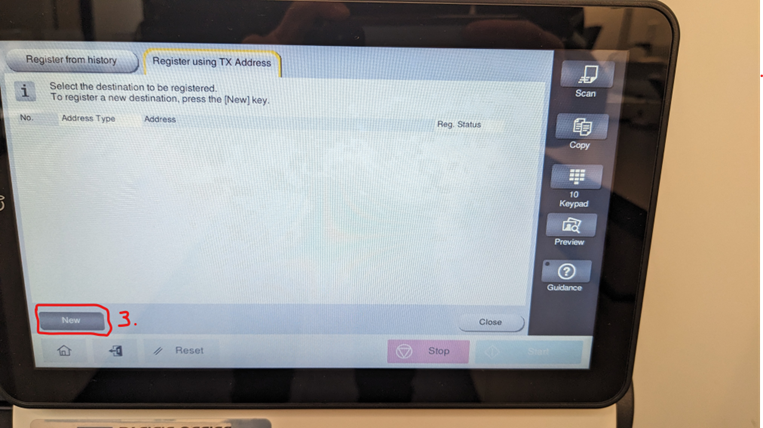 Register from history
Register using TX Address
Select the destination to be registered.
To register a new destination, press the [New] key.
No. Address Type Address Reg. Status
Scan
Copy
10
Keypad
Preview
? Guidance
New
3.
Close
Reset
Stop